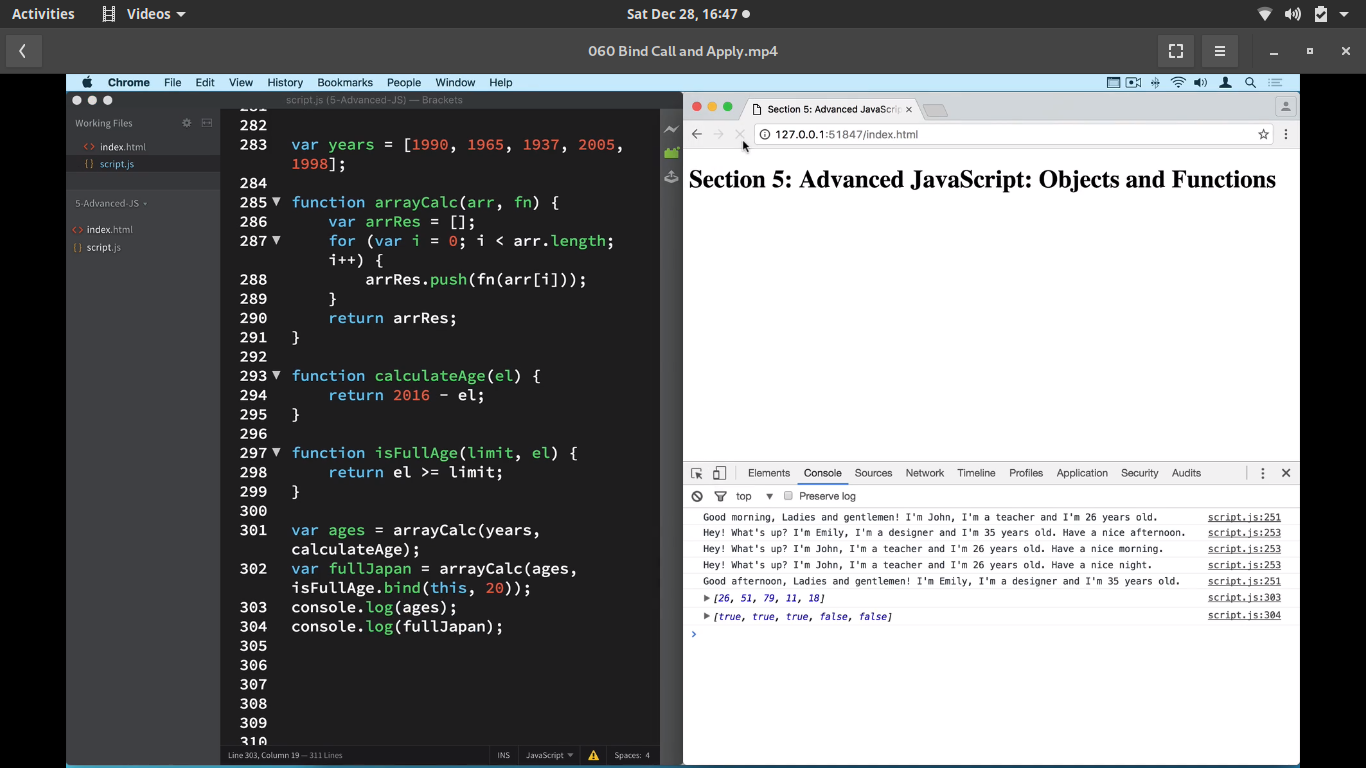 Activities Videos Sat Dec 28, 16:47
060 Bind Call and Apply.mp4
Chrome File Edit View History Bookmarks People Window Help
script.js (5-Advanced-JS) — Brackets
Working Files
<> index.html
{} script.js
5-Advanced-JS
<> index.html
{} script.js
281
282
283 var years = [1990, 1965, 1937, 2005,
1998];
284
285 function arrayCalc(arr, fn) {
286 var arrRes = [];
287 for (var i = 0; i < arr.length;
i++) {
288 arrRes.push(fn(arr[i]));
289 }
290 return arrRes;
291 }
292
293 function calculateAge(el) {
294 return 2016 - el;
295 }
296
297 function isFullAge(limit, el) {
298 return el >= limit;
299 }
300
301 var ages = arrayCalc(years,
calculateAge);
302 var fullJapan = arrayCalc(ages,
isFullAge.bind(this, 20));
303 console.log(ages);
304 console.log(fullJapan);
305
306
307
308
309
310
Line 303, Column 19 — 311 Lines INS JavaScript Spaces: 4
Section 5: Advanced JavaScrip
127.0.0.1:51847/index.html
Section 5: Advanced JavaScript: Objects and Functions
Elements Console Sources Network Timeline Profiles Application Security Audits
top Preserve log
Good morning, Ladies and gentlemen! I'm John, I'm a teacher and I'm 26 years old. script.js:251
Hey! What's up? I'm Emily, I'm a designer and I'm 35 years old. Have a nice afternoon. script.js:253
Hey! What's up? I'm John, I'm a teacher and I'm 26 years old. Have a nice morning. script.js:253
Hey! What's up? I'm John, I'm a teacher and I'm 26 years old. Have a nice night. script.js:253
Good afternoon, Ladies and gentlemen! I'm Emily, I'm a designer and I'm 35 years old. script.js:251
[26, 51, 79, 11, 18] script.js:303
[true, true, true, false, false] script.js:304